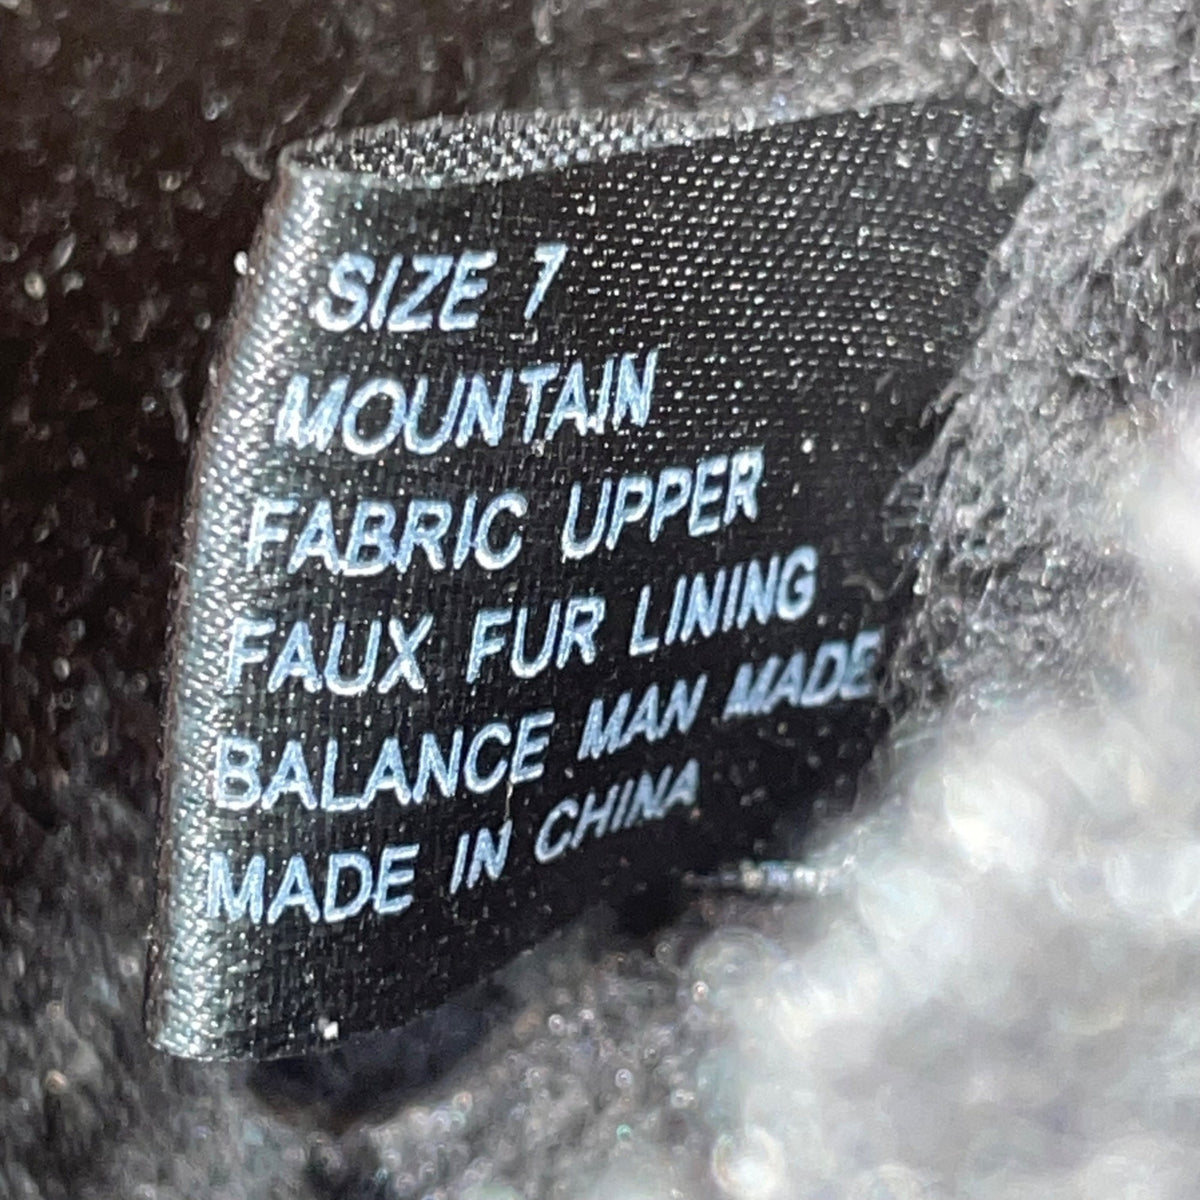 SIZE 7
MOUNTAIN
FABRIC UPPER
FAUX FUR LINING
BALANCE MAN MADE
MADE IN CHINA